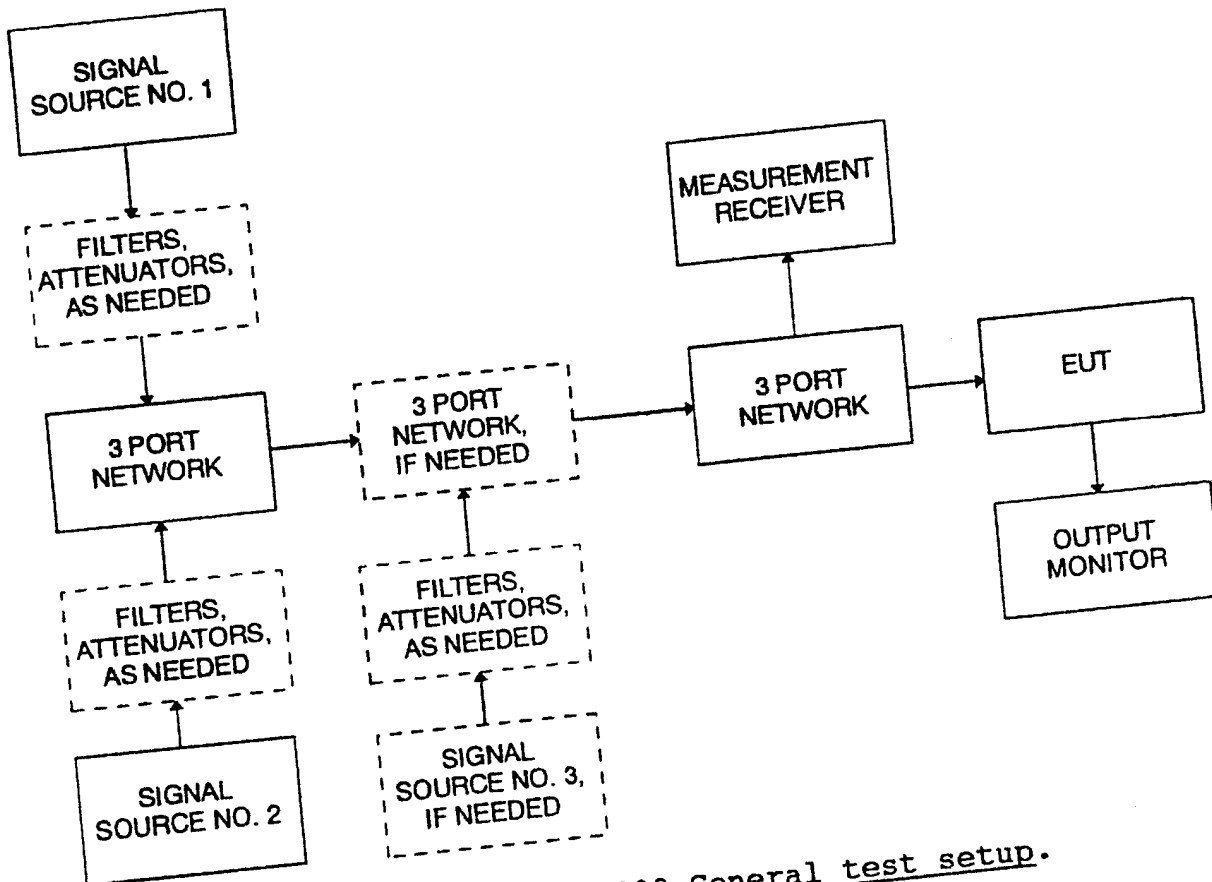 SIGNAL
SOURCE NO. 1
FILTERS,
ATTENUATORS,
AS NEEDED
3 PORT
NETWORK
FILTERS,
ATTENUATORS,
AS NEEDED
SIGNAL
SOURCE NO. 2
3 PORT
NETWORK,
IF NEEDED
FILTERS,
ATTENUATORS,
AS NEEDED
SIGNAL
SOURCE NO. 3,
IF NEEDED
MEASUREMENT
RECEIVER
3 PORT
NETWORK
EUT
OUTPUT
MONITOR
General test setup.